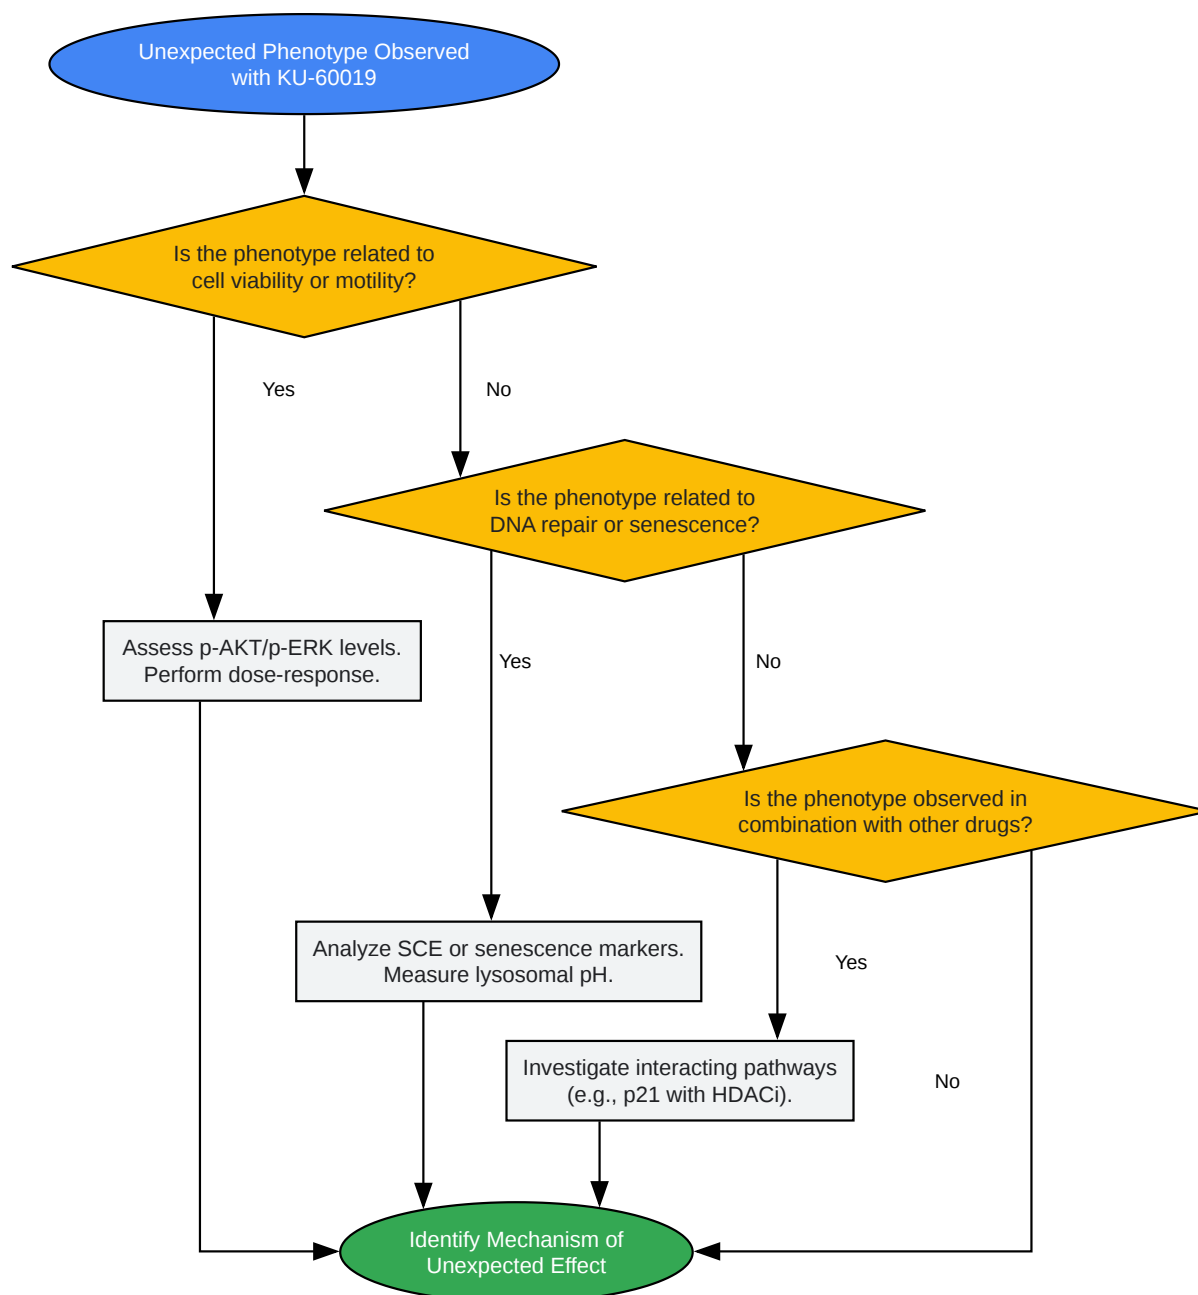 Unexpected Phenotype Observed
with KU-60019
Is the phenotype related to
cell viability or motility?
Yes
No
Is the phenotype related to
DNA repair or senescence?
Assess p-AKT/p-ERK levels.
Perform dose-response.
Yes
No
Is the phenotype observed in
combination with other drugs?
Analyze SCE or senescence markers.
Measure lysosomal pH.
Yes
Investigate interacting pathways
(e.g., p21 with HDACi).
No
Identify Mechanism of
Unexpected Effect